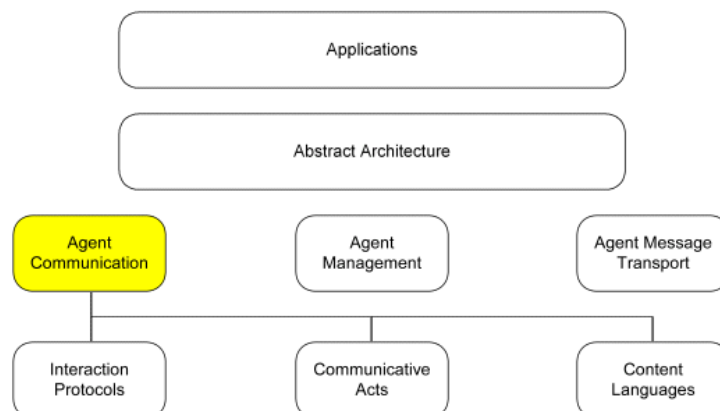 Applications
Abstract Architecture
Agent
Communication
Agent
Management
Agent Message
Transport
Interaction
Protocols
Communicative
Acts
Content
Languages